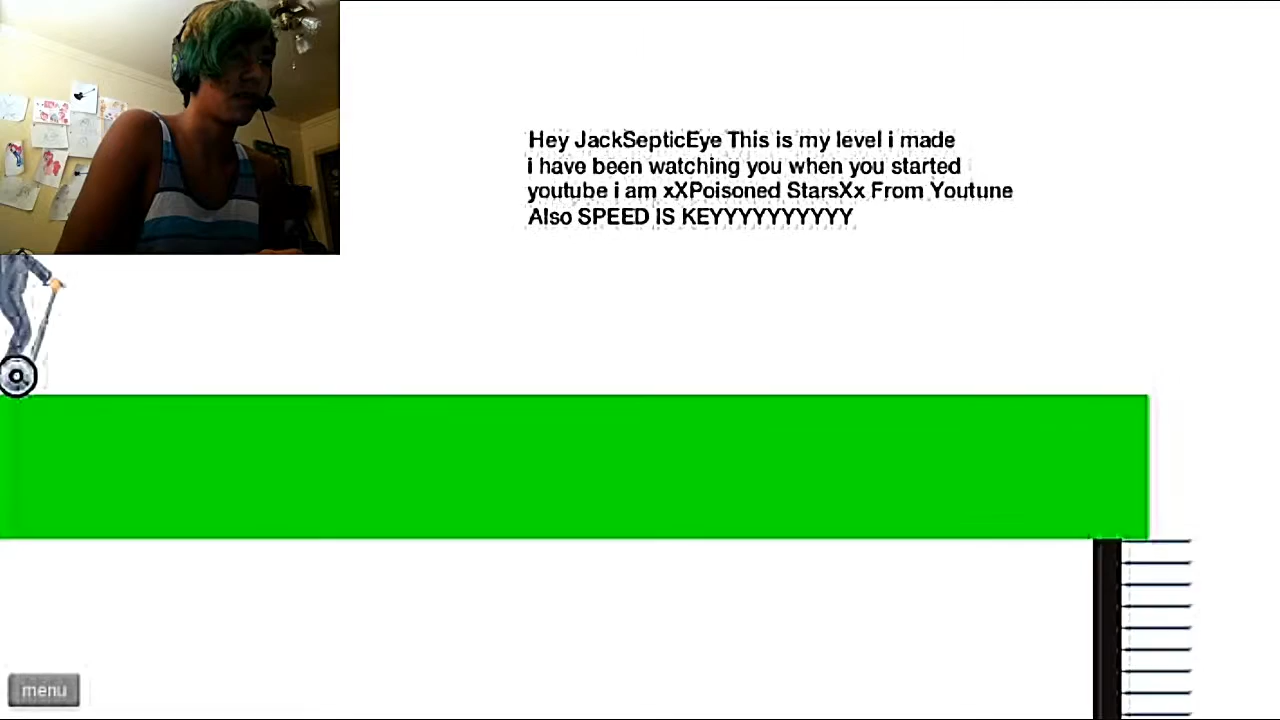 Hey JackSepticEye This is my level i made
i have been watching you when you started
youtube i am xXPoisoned StarsXx From Youtune
Also SPEED IS KEYYYYYYYYYY
menu